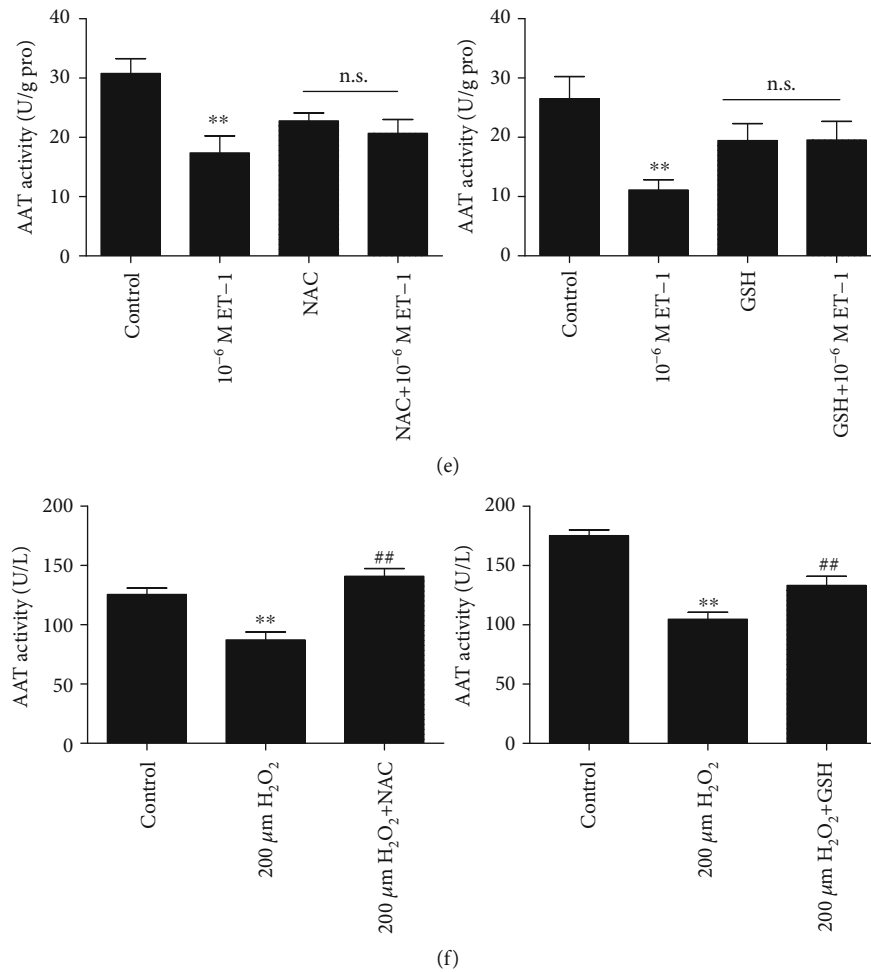 AAT activity (U/g pro)
40
30
20
10
0
**
n.s.
Control
10⁻⁶ M ET−1
NAC
NAC+10⁻⁶ M ET−1
AAT activity (U/g pro)
40
30
20
10
0
**
n.s.
Control
10⁻⁶ M ET−1
GSH
GSH+10⁻⁶ M ET−1
(e)
AAT activity (U/L)
200
150
100
50
0
**
##
Control
200 μm H₂O₂
200 μm H₂O₂+NAC
AAT activity (U/L)
200
150
100
50
0
**
##
Control
200 μm H₂O₂
200 μm H₂O₂+GSH
(f)